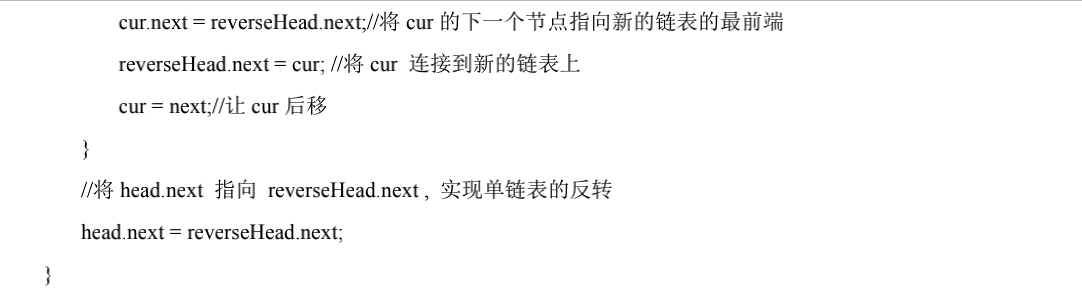 cur.next = reverseHead.next;//将 cur 的下一个节点指向新的链表的最前端
reverseHead.next = cur; //将 cur 连接到新的链表上
cur = next;//让 cur 后移
}
//将 head.next 指向 reverseHead.next , 实现单链表的反转
head.next = reverseHead.next;
}